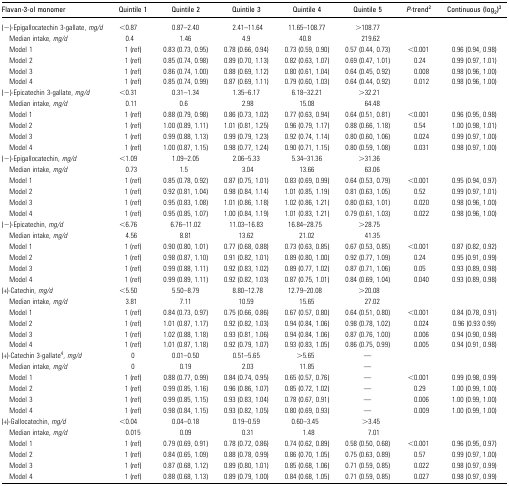 Flavan-3-ol monomer Quintile 1 Quintile 2 Quintile 3 Quintile 4 Quintile 5 P-trend² Continuous (log₂)³
(−)-Epigallocatechin 3-gallate, mg/d <0.87 0.87–2.40 2.41–11.64 11.65–108.77 >108.77
Median intake, mg/d 0.4 1.46 4.9 40.8 219.62
Model 1 1 (ref) 0.83 (0.73, 0.95) 0.78 (0.66, 0.94) 0.73 (0.59, 0.90) 0.57 (0.44, 0.73) <0.001 0.96 (0.94, 0.98)
Model 2 1 (ref) 0.85 (0.74, 0.98) 0.89 (0.70, 1.13) 0.82 (0.63, 1.07) 0.69 (0.47, 1.01) 0.24 0.99 (0.97, 1.01)
Model 3 1 (ref) 0.86 (0.74, 1.00) 0.88 (0.69, 1.12) 0.80 (0.61, 1.04) 0.64 (0.45, 0.92) 0.008 0.98 (0.96, 1.00)
Model 4 1 (ref) 0.85 (0.74, 0.99) 0.87 (0.69, 1.11) 0.79 (0.60, 1.03) 0.64 (0.44, 0.92) 0.012 0.98 (0.96, 1.00)
(−)-Epicatechin 3-gallate, mg/d <0.31 0.31–1.34 1.35–6.17 6.18–32.21 >32.21
Median intake, mg/d 0.11 0.6 2.98 15.08 64.48
Model 1 1 (ref) 0.88 (0.79, 0.98) 0.86 (0.73, 1.02) 0.77 (0.63, 0.94) 0.64 (0.51, 0.81) <0.001 0.96 (0.95, 0.98)
Model 2 1 (ref) 1.00 (0.89, 1.11) 1.01 (0.81, 1.25) 0.96 (0.79, 1.17) 0.88 (0.66, 1.18) 0.54 1.00 (0.98, 1.01)
Model 3 1 (ref) 0.99 (0.88, 1.13) 0.99 (0.79, 1.23) 0.92 (0.74, 1.14) 0.80 (0.60, 1.06) 0.024 0.99 (0.97, 1.00)
Model 4 1 (ref) 1.00 (0.87, 1.15) 0.98 (0.77, 1.24) 0.90 (0.71, 1.15) 0.80 (0.59, 1.08) 0.031 0.98 (0.97, 1.00)
(−)-Epigallocatechin, mg/d <1.09 1.09–2.05 2.06–5.33 5.34–31.36 >31.36
Median intake, mg/d 0.73 1.5 3.04 13.66 63.06
Model 1 1 (ref) 0.85 (0.78, 0.92) 0.87 (0.75, 1.01) 0.83 (0.69, 0.99) 0.64 (0.53, 0.79) <0.001 0.95 (0.94, 0.97)
Model 2 1 (ref) 0.92 (0.81, 1.04) 0.98 (0.84, 1.14) 1.01 (0.85, 1.19) 0.81 (0.63, 1.05) 0.52 0.99 (0.97, 1.01)
Model 3 1 (ref) 0.95 (0.83, 1.08) 1.01 (0.86, 1.18) 1.02 (0.86, 1.21) 0.80 (0.63, 1.01) 0.020 0.98 (0.96, 1.00)
Model 4 1 (ref) 0.95 (0.85, 1.07) 1.00 (0.84, 1.19) 1.01 (0.83, 1.21) 0.79 (0.61, 1.03) 0.022 0.98 (0.96, 1.00)
(−)-Epicatechin, mg/d <6.76 6.76–11.02 11.03–16.83 16.84–28.75 >28.75
Median intake, mg/d 4.56 8.81 13.62 21.02 41.35
Model 1 1 (ref) 0.90 (0.80, 1.01) 0.77 (0.68, 0.88) 0.73 (0.63, 0.85) 0.67 (0.53, 0.85) <0.001 0.87 (0.82, 0.92)
Model 2 1 (ref) 0.98 (0.87, 1.10) 0.91 (0.82, 1.01) 0.89 (0.80, 1.00) 0.92 (0.77, 1.09) 0.24 0.95 (0.91, 0.99)
Model 3 1 (ref) 0.99 (0.88, 1.11) 0.92 (0.83, 1.02) 0.89 (0.77, 1.02) 0.87 (0.71, 1.06) 0.05 0.93 (0.89, 0.98)
Model 4 1 (ref) 0.99 (0.89, 1.11) 0.92 (0.82, 1.03) 0.87 (0.75, 1.01) 0.84 (0.69, 1.04) 0.040 0.93 (0.89, 0.98)
(+)-Catechin, mg/d <5.50 5.50–8.79 8.80–12.78 12.79–20.08 >20.08
Median intake, mg/d 3.81 7.11 10.59 15.65 27.02
Model 1 1 (ref) 0.84 (0.73, 0.97) 0.75 (0.66, 0.86) 0.67 (0.57, 0.80) 0.64 (0.51, 0.80) <0.001 0.84 (0.78, 0.91)
Model 2 1 (ref) 1.01 (0.87, 1.17) 0.92 (0.82, 1.03) 0.94 (0.84, 1.06) 0.98 (0.78, 1.02) 0.024 0.96 (0.93 0.99)
Model 3 1 (ref) 1.02 (0.88, 1.18) 0.93 (0.81, 1.06) 0.94 (0.84, 1.06) 0.87 (0.76, 1.00) 0.006 0.94 (0.90, 0.98)
Model 4 1 (ref) 1.01 (0.87, 1.18) 0.92 (0.79, 1.07) 0.93 (0.83, 1.05) 0.86 (0.75, 0.99) 0.005 0.94 (0.91, 0.98)
(+)-Catechin 3-gallate⁴, mg/d 0 0.01–0.50 0.51–5.65 >5.65 —
Median intake, mg/d 0 0.19 2.03 11.85 —
Model 1 1 (ref) 0.88 (0.77, 0.99) 0.84 (0.74, 0.95) 0.65 (0.57, 0.76) — <0.001 0.99 (0.98, 0.99)
Model 2 1 (ref) 0.99 (0.85, 1.16) 0.96 (0.86, 1.07) 0.85 (0.72, 1.02) — 0.29 1.00 (0.99, 1.00)
Model 3 1 (ref) 0.99 (0.85, 1.15) 0.93 (0.83, 1.04) 0.78 (0.67, 0.91) — 0.006 1.00 (0.99, 1.00)
Model 4 1 (ref) 0.98 (0.84, 1.15) 0.93 (0.82, 1.05) 0.80 (0.69, 0.93) — 0.009 1.00 (0.99, 1.00)
(+)-Gallocatechin, mg/d <0.04 0.04–0.18 0.19–0.59 0.60–3.45 >3.45
Median intake, mg/d 0.015 0.09 0.31 1.48 7.01
Model 1 1 (ref) 0.79 (0.69, 0.91) 0.78 (0.72, 0.86) 0.74 (0.62, 0.89) 0.58 (0.50, 0.68) <0.001 0.96 (0.95, 0.97)
Model 2 1 (ref) 0.84 (0.65, 1.09) 0.88 (0.78, 0.99) 0.86 (0.70, 1.05) 0.75 (0.63, 0.89) 0.57 0.99 (0.97, 1.00)
Model 3 1 (ref) 0.87 (0.68, 1.12) 0.89 (0.80, 1.01) 0.85 (0.68, 1.06) 0.71 (0.59, 0.85) 0.022 0.98 (0.97, 0.99)
Model 4 1 (ref) 0.88 (0.68, 1.13) 0.89 (0.79, 1.00) 0.84 (0.68, 1.05) 0.71 (0.59, 0.85) 0.027 0.98 (0.97, 0.99)